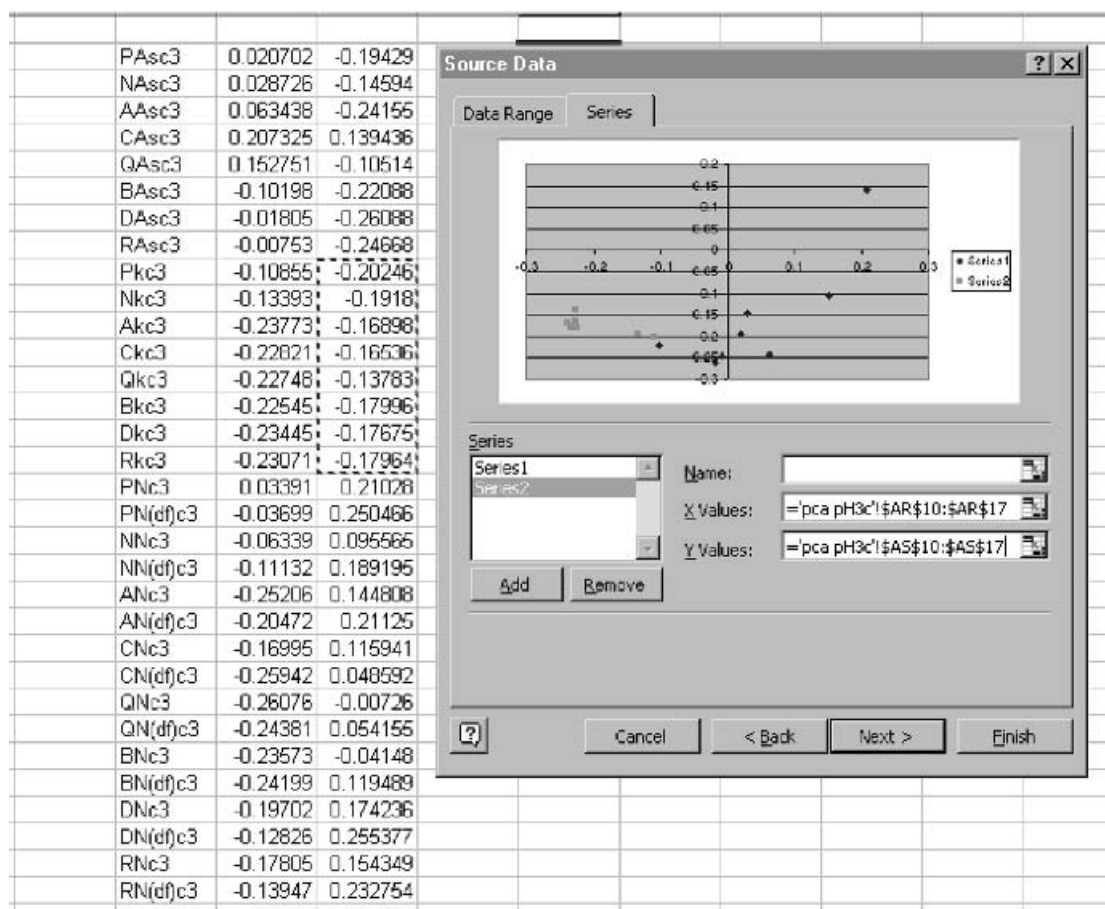 PAsc3 0.020702 -0.19429
NAsc3 0.028726 -0.14594
AAsc3 0.063438 -0.24155
CAsc3 0.207325 0.139436
QAsc3 0.152751 -0.10514
BAsc3 -0.10198 -0.22088
DAsc3 -0.01805 -0.26088
RAsc3 -0.00753 -0.24668
Pkc3 -0.10855 -0.20246
Nkc3 -0.13393 -0.1918
Akc3 -0.23773 -0.16898
Ckc3 -0.22821 -0.16536
Qkc3 -0.22748 -0.13783
Bkc3 -0.22545 -0.17996
Dkc3 -0.23445 -0.17675
Rkc3 -0.23071 -0.17964
PNc3 0.03391 0.21028
PN(df)c3 -0.03699 0.250466
NNc3 -0.06339 0.095565
NN(df)c3 -0.11132 0.189195
ANc3 -0.25206 0.144808
AN(df)c3 -0.20472 0.21125
CNc3 -0.16995 0.115941
CN(df)c3 -0.25942 0.048592
QNc3 -0.26076 -0.00726
QN(df)c3 -0.24381 0.054155
BNc3 -0.23573 -0.04148
BN(df)c3 -0.24199 0.119489
DNc3 -0.19702 0.174236
DN(df)c3 -0.12826 0.255377
RNc3 -0.17805 0.154349
RN(df)c3 -0.13947 0.232754
Source Data
Data Range Series
0.2
0.15
0.1
0.05
0
-0.3 -0.2 -0.1 0 0.1 0.2 0.3
-0.3
Series1
Series2
Series
Series1
Series2
Name:
X Values: ='pca pH3c'!$AR$10:$AR$17
Y Values: ='pca pH3c'!$AS$10:$AS$17
Add Remove
Cancel < Back Next > Finish